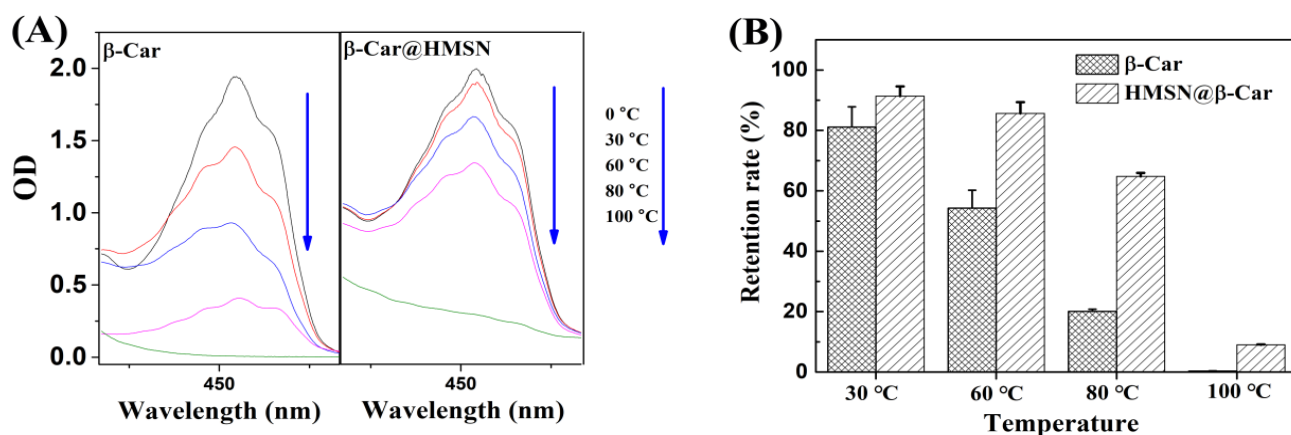 (A)
β-Car
β-Car@HMSN
2.0
1.5
1.0
0.5
0.0
OD
450
450
Wavelength (nm)
Wavelength (nm)
0 °C
30 °C
60 °C
80 °C
100 °C
(B)
β-Car
HMSN@β-Car
100
80
60
40
20
0
Retention rate (%)
30 °C
60 °C
80 °C
100 °C
Temperature